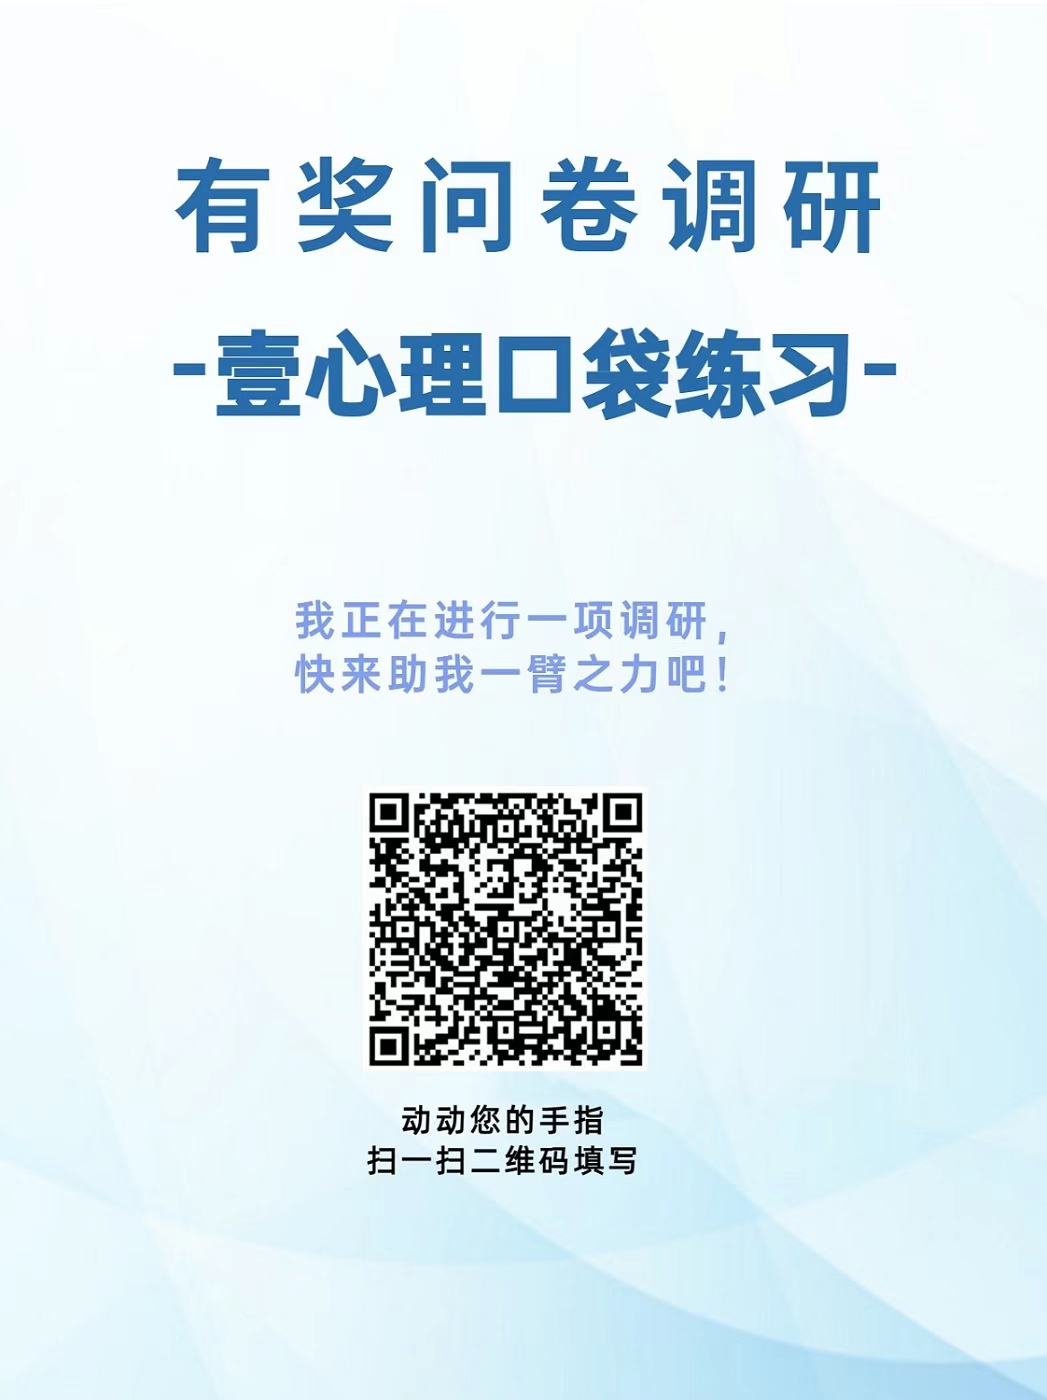 有奖问卷调研
-壹心理口袋练习-
我正在进行一项调研，
快来助我一臂之力吧！
动动您的手指
扫一扫二维码填写